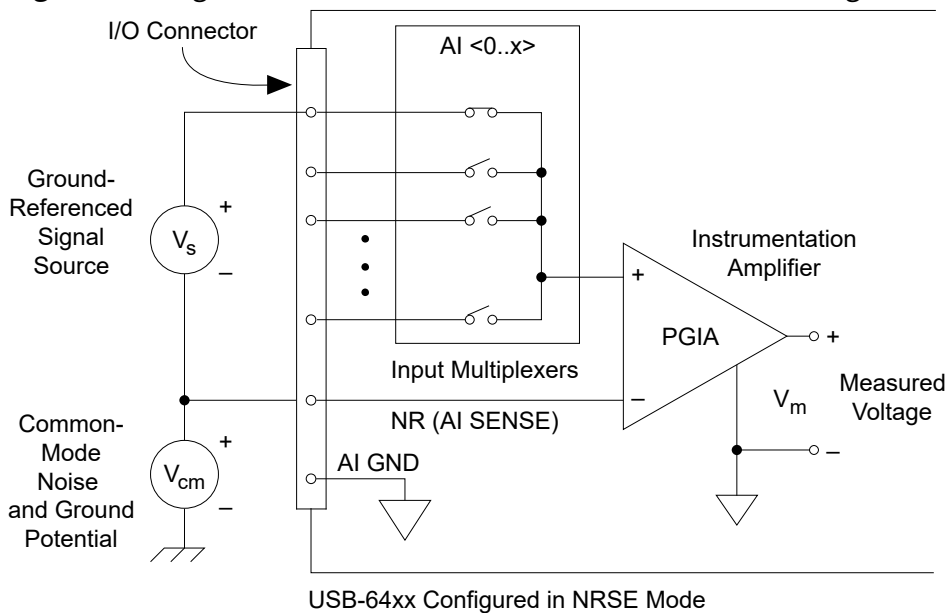 I/O Connector
AI <0..x>
Ground-
Referenced
Signal
Source
+
Vs
–
Instrumentation
Amplifier
+
PGIA
–
+
Vm
–
Measured
Voltage
Input Multiplexers
NR (AI SENSE)
AI GND
Common-
Mode
Noise
and Ground
Potential
+
Vcm
–
USB-64xx Configured in NRSE Mode